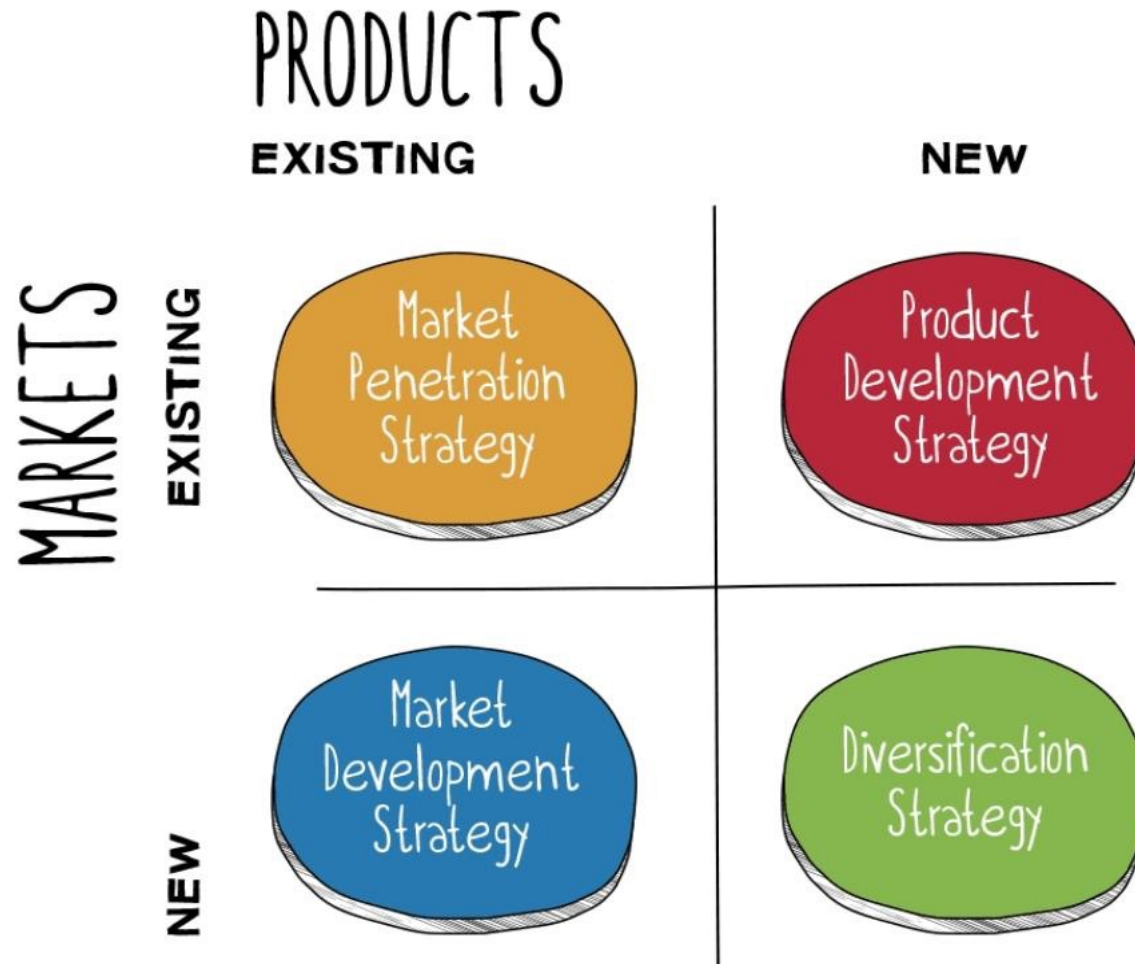 PRODUCTS
EXISTING
NEW
MARKETS
EXISTING
Market
Penetration
Strategy
Product
Development
Strategy
NEW
Market
Development
Strategy
Diversification
Strategy